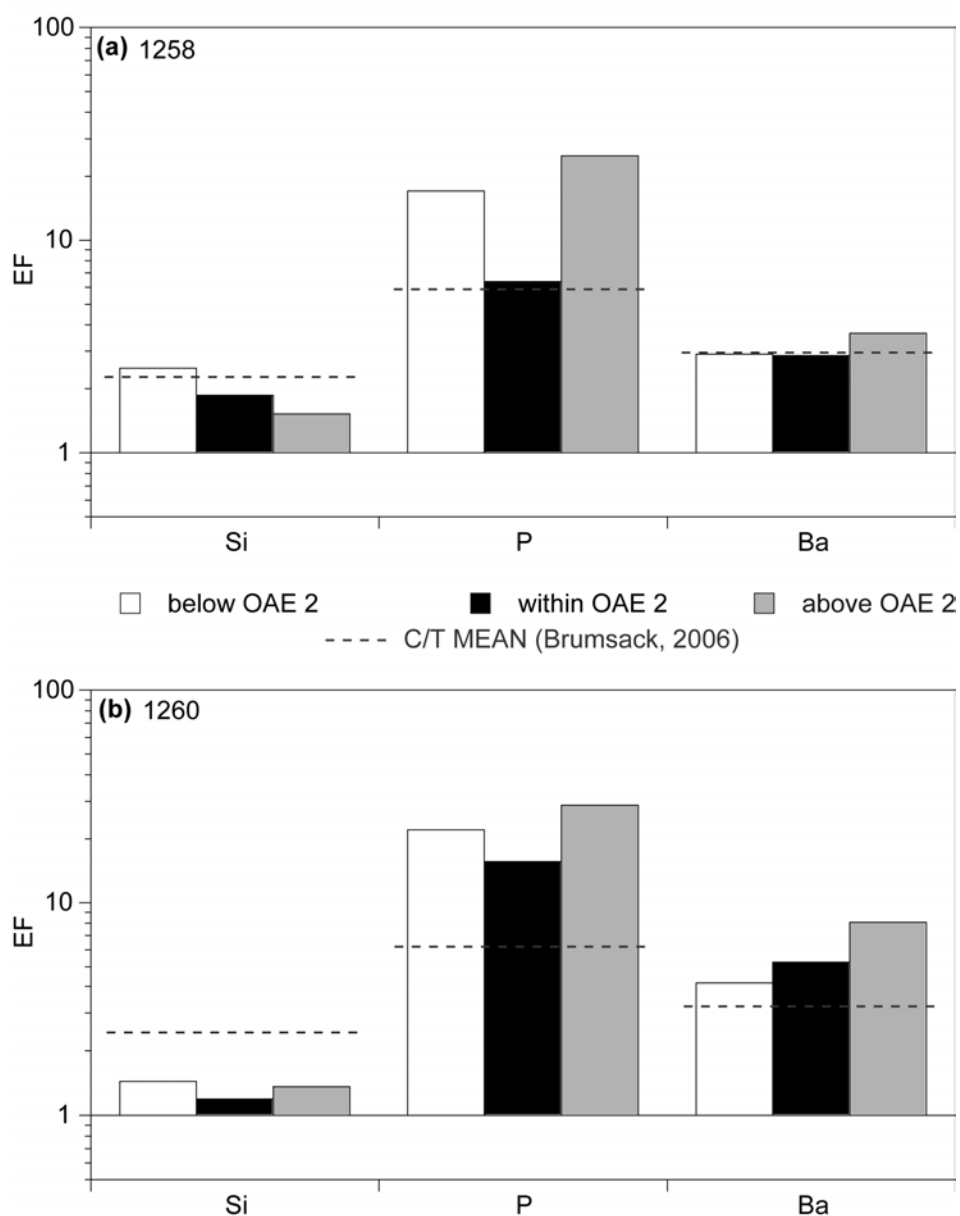 100
(a) 1258
10
EF
1
Si P Ba
below OAE 2 within OAE 2 above OAE 2
C/T MEAN (Brumsack, 2006)
100
(b) 1260
10
EF
1
Si P Ba